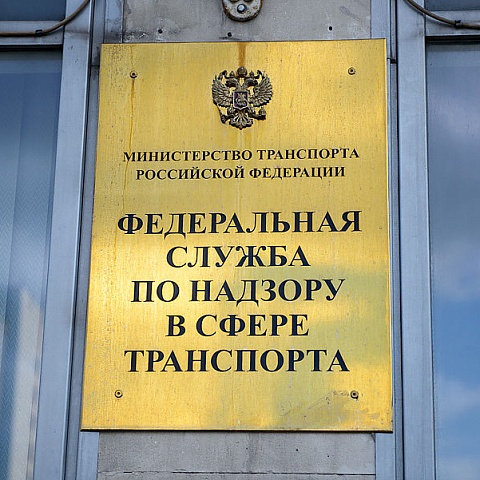 МИНИСТЕРСТВО ТРАНСПОРТА
РОССИЙСКОЙ ФЕДЕРАЦИИ
ФЕДЕРАЛЬНАЯ
СЛУЖБА
ПО НАДЗОРУ
В СФЕРЕ
ТРАНСПОРТА